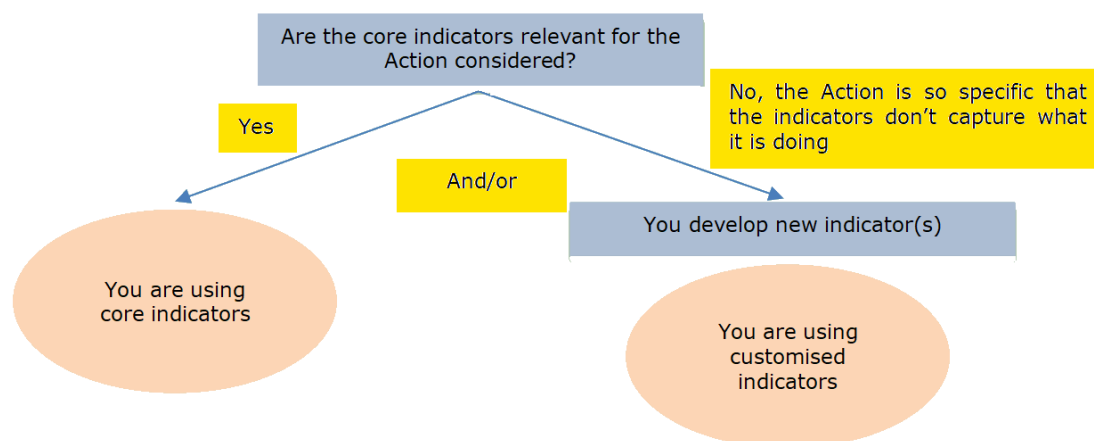 Are the core indicators relevant for the
Action considered?
No, the Action is so specific that
the indicators don't capture what
it is doing
Yes
And/or
You develop new indicator(s)
You are using
core indicators
You are using
customised
indicators